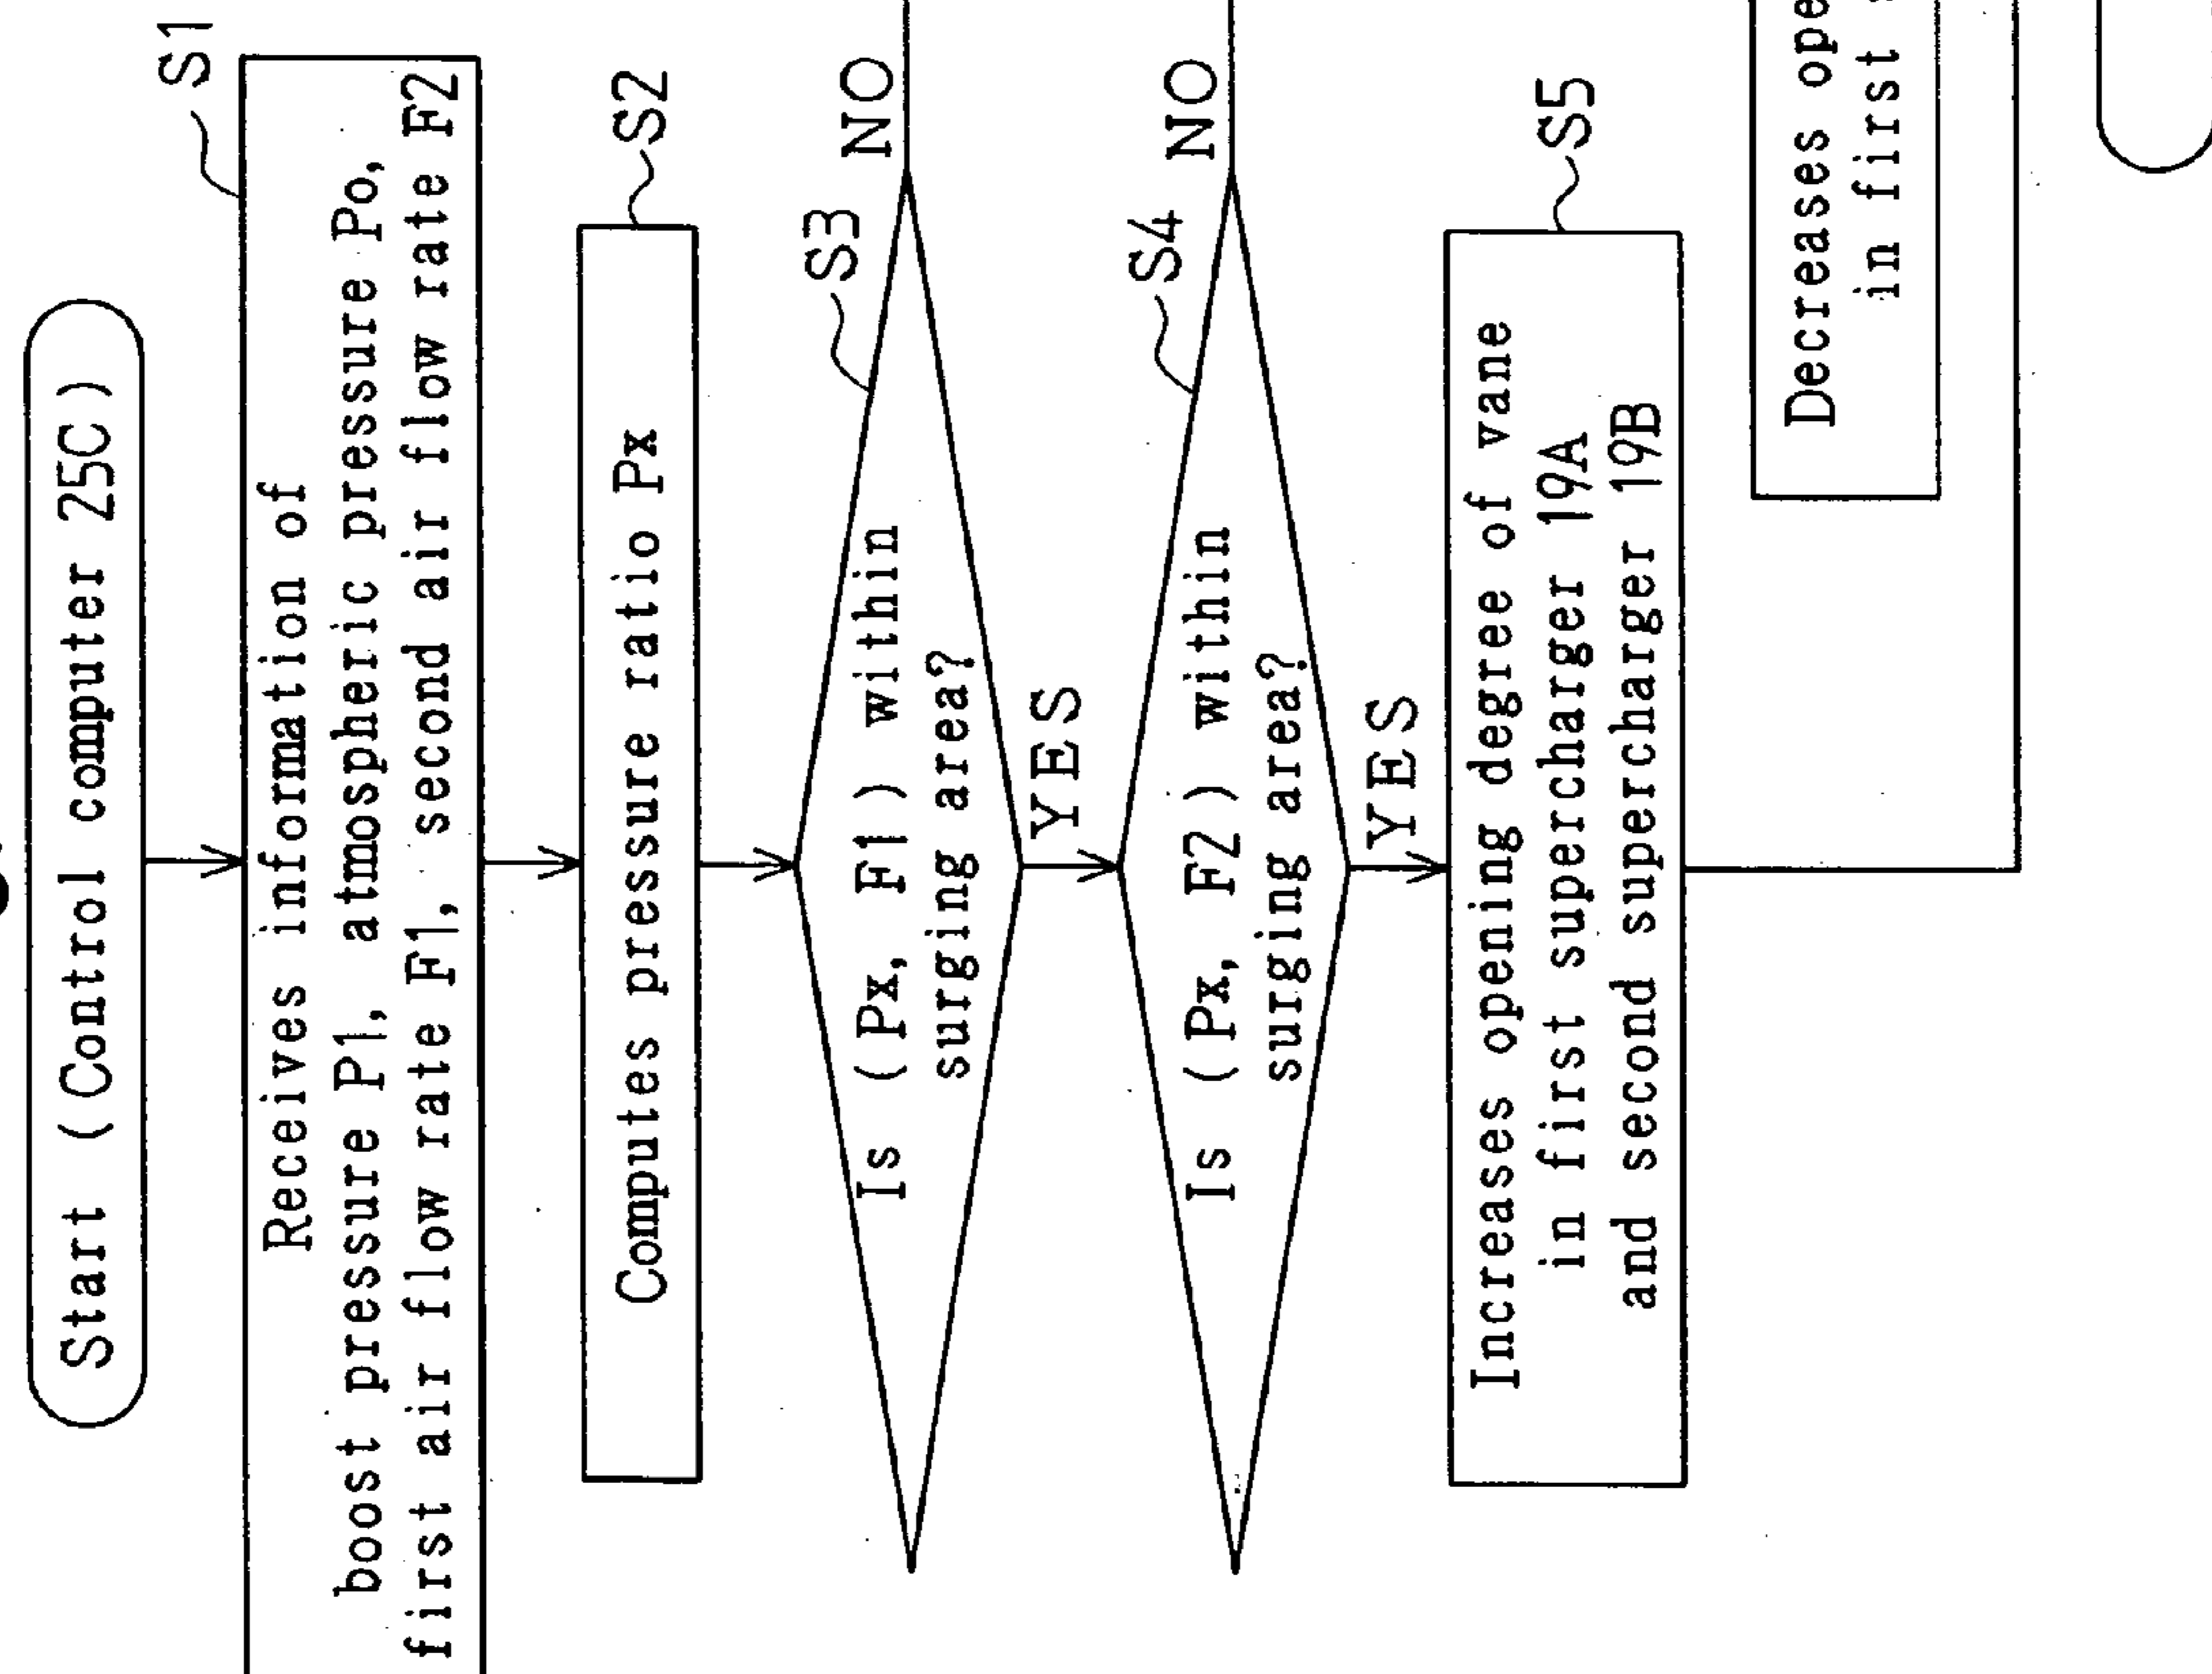 Start (Control computer 25C)
S1
Receives information of
boost pressure P1, atmospheric pressure Po,
first air flow rate F1, second air flow rate F2
S2
Computes pressure ratio Px
S3
Is (Px, F1) within
surging area?
NO
YES
S4
Is (Px, F2) within
surging area?
NO
YES
S5
Increases opening degree of vane
in first supercharger 19A
and second supercharger 19B
Decreases ope
in first